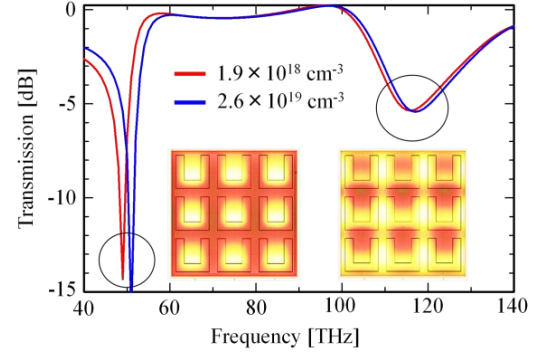 0
-5
-10
-15
Transmission [dB]
1.9 × 10¹⁸ cm⁻³
2.6 × 10¹⁹ cm⁻³
40 60 80 100 120 140
Frequency [THz]